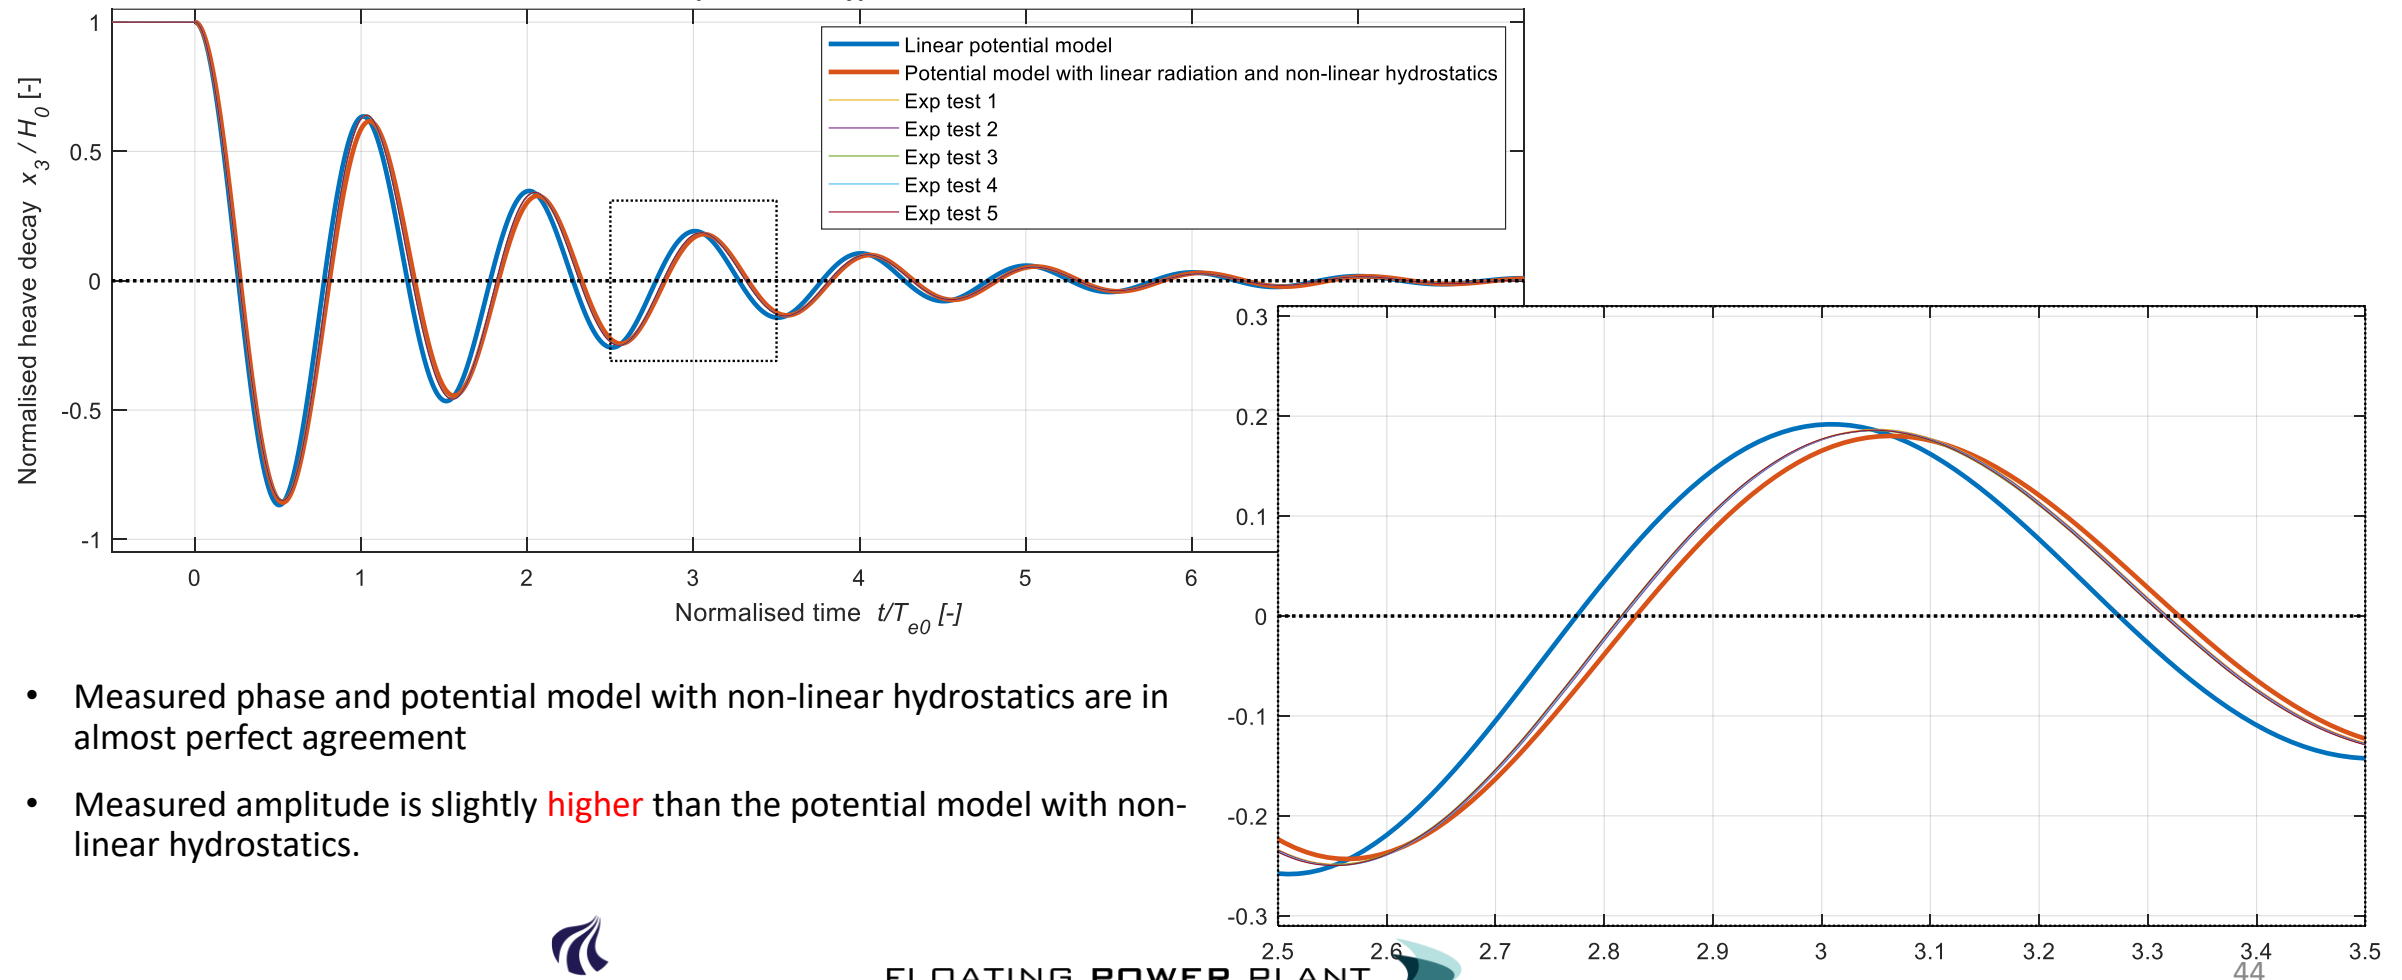 1
0.5
0
-0.5
-1
Normalised heave decay x3 / H0 [-]
Linear potential model
Potential model with linear radiation and non-linear hydrostatics
Exp test 1
Exp test 2
Exp test 3
Exp test 4
Exp test 5
0 1 2 3 4 5 6
Normalised time t/Te0 [-]
0.3
0.2
0.1
0
-0.1
-0.2
-0.3
2.5 2.6 2.7 2.8 2.9 3 3.1 3.2 3.3 3.4 3.5
• Measured phase and potential model with non-linear hydrostatics are in
almost perfect agreement
• Measured amplitude is slightly higher than the potential model with non-
linear hydrostatics.
FLOATING POWER PLANT
44